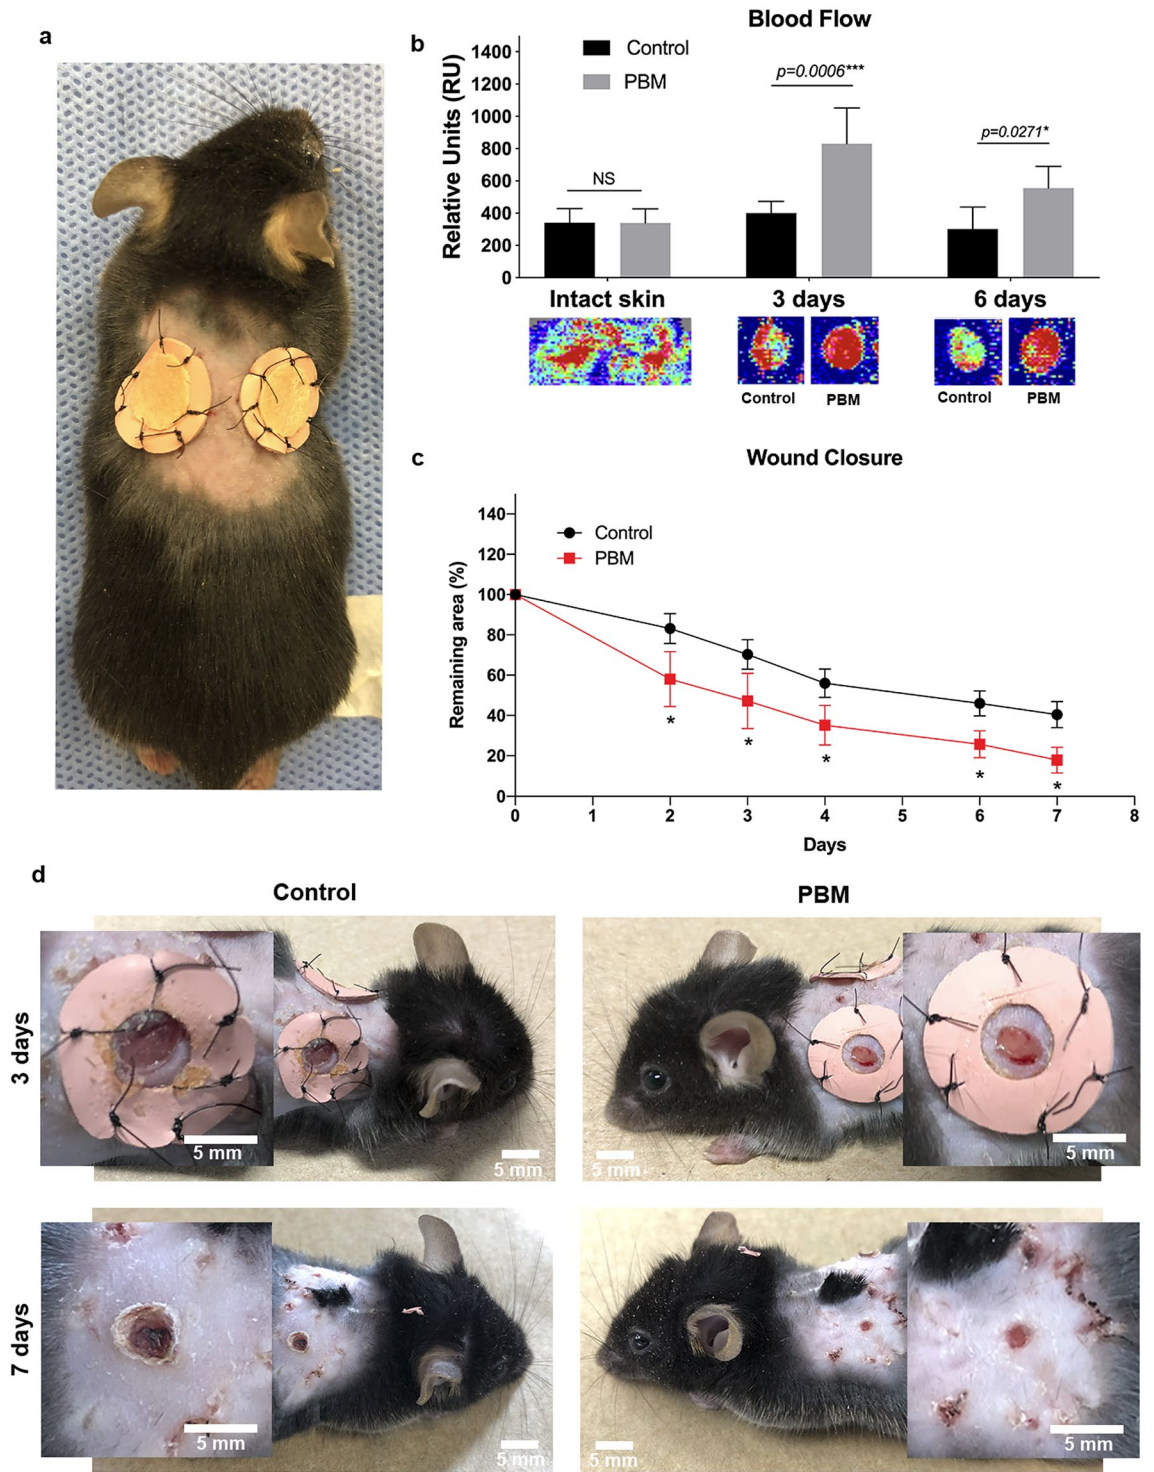 a
b
Blood Flow
Relative Units (RU)
1400
1200
1000
800
600
400
200
0
Control
PBM
NS
p=0.0006***
p=0.0271*
Intact skin
3 days
6 days
Control
PBM
Control
PBM
c
Wound Closure
Remaining area (%)
140
120
100
80
60
40
20
0
Control
PBM
*
*
*
*
*
0
1
2
3
4
5
6
7
8
Days
d
Control
PBM
3 days
5 mm
5 mm
5 mm
5 mm
7 days
5 mm
5 mm
5 mm
5 mm